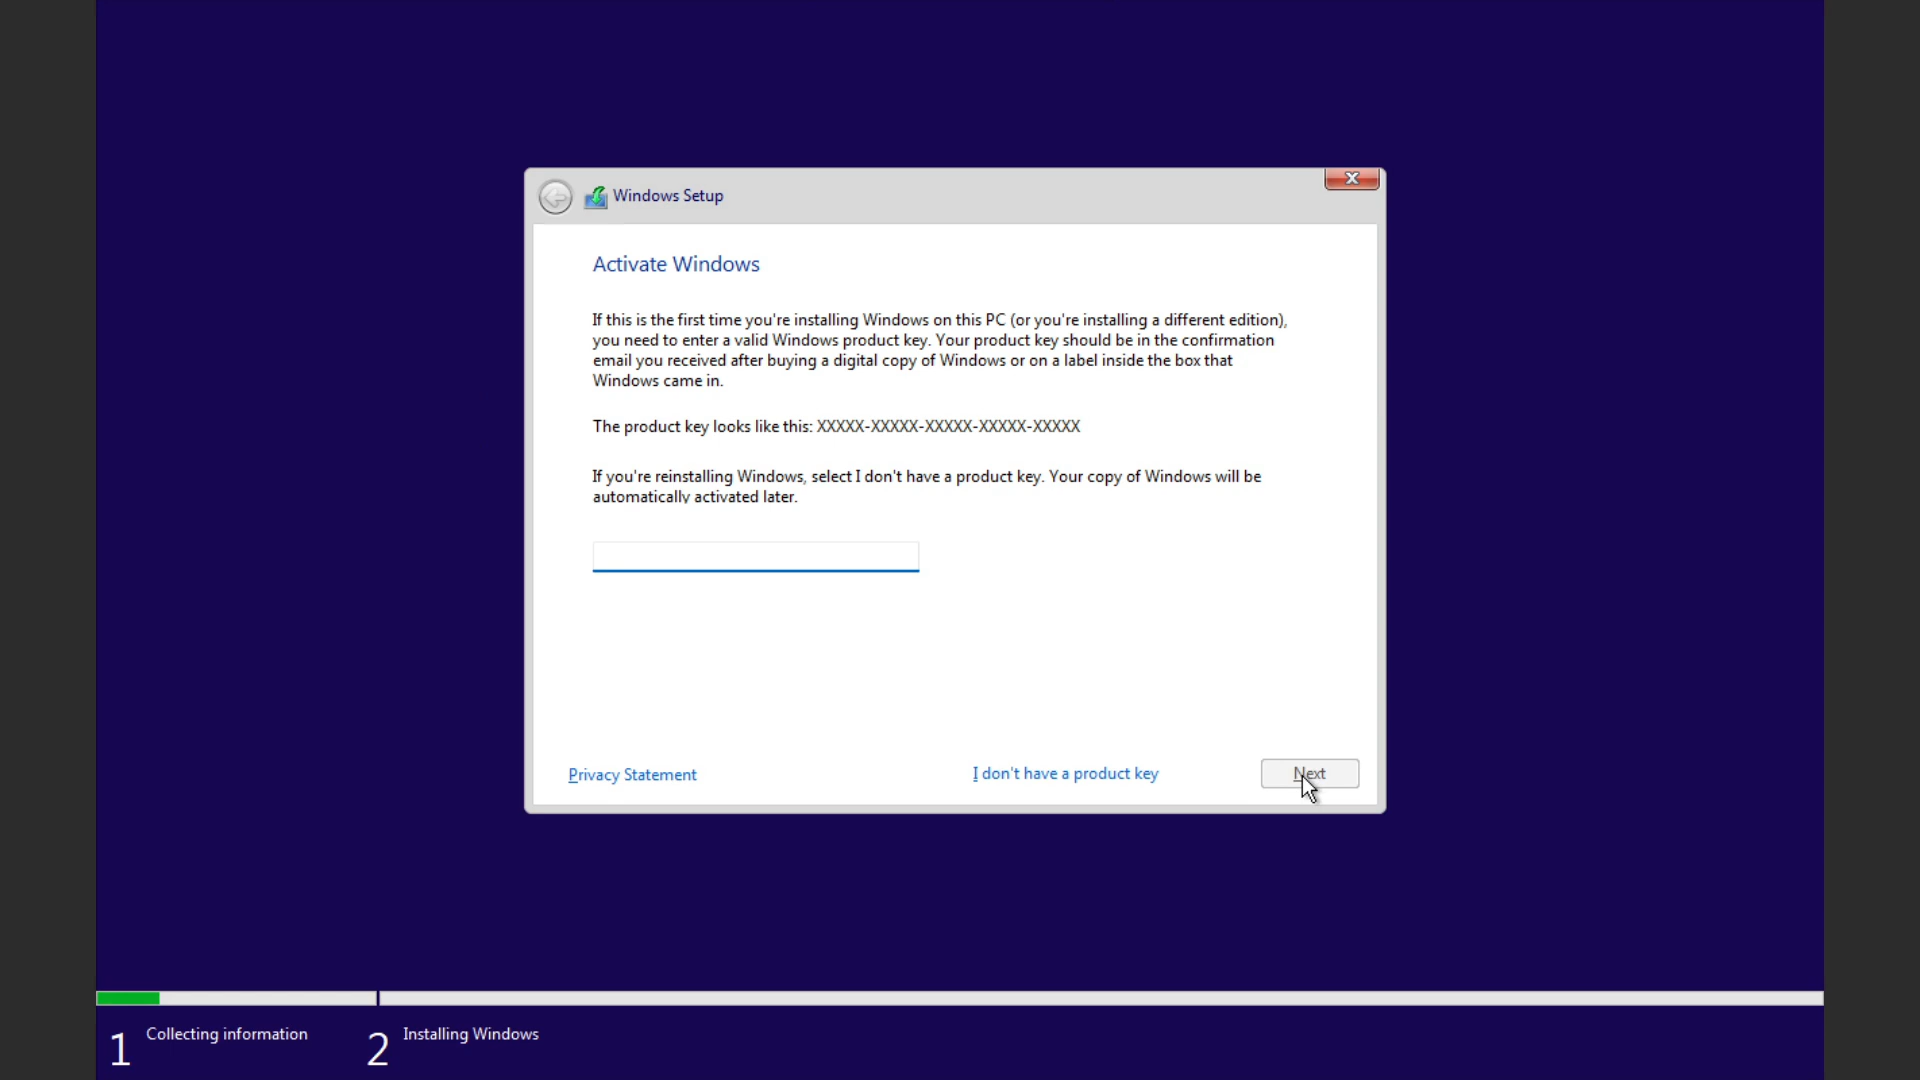 Windows Setup
Activate Windows
If this is the first time you're installing Windows on this PC (or you're installing a different edition),
you need to enter a valid Windows product key. Your product key should be in the confirmation
email you received after buying a digital copy of Windows or on a label inside the box that
Windows came in.
The product key looks like this: XXXXX-XXXXX-XXXXX-XXXXX-XXXXX
If you're reinstalling Windows, select I don't have a product key. Your copy of Windows will be
automatically activated later.
Privacy Statement
I don't have a product key
Next
1 Collecting information
2 Installing Windows